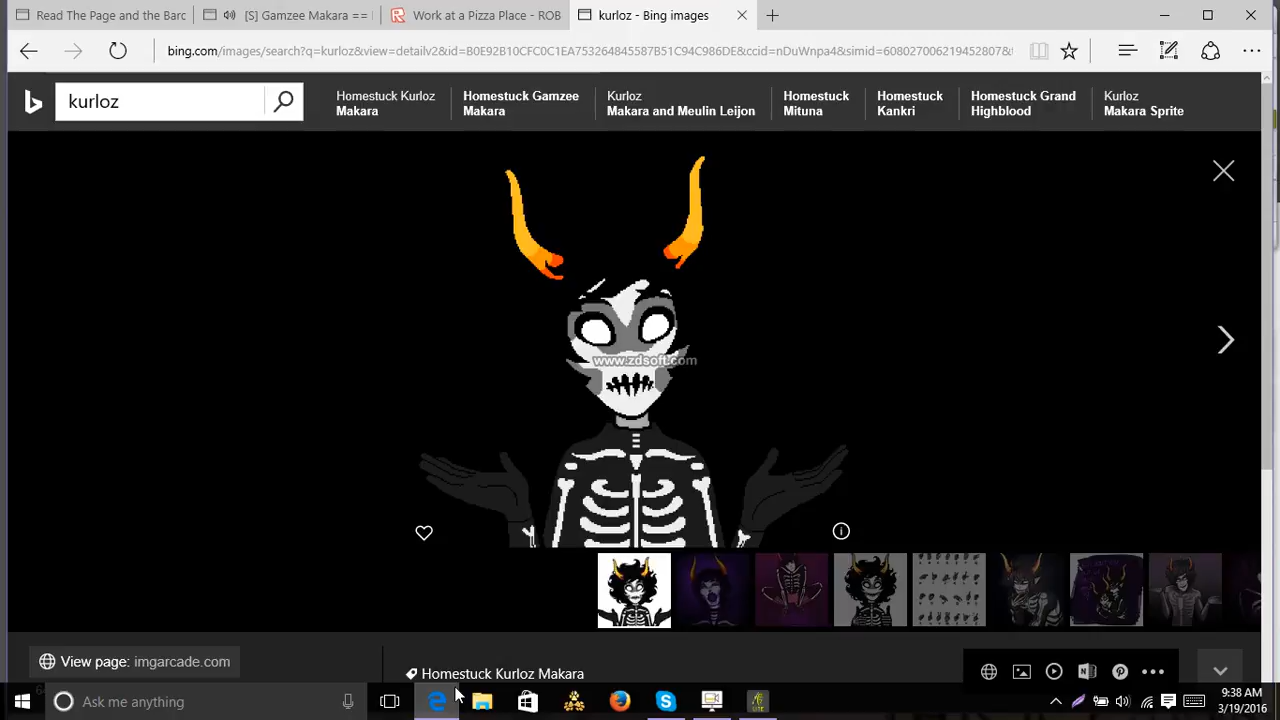 Read The Page and the Barc
[S] Gamzee Makara ==
Work at a Pizza Place - ROB
kurloz - Bing images
bing.com/images/search?q=kurloz&view=detailv2&id=B0E92B10CFC0C1EA753264845587B51C94C986DE&ccid=nDuWnpa4&simid=608027006219452807&
kurloz
Homestuck Kurloz
Makara
Homestuck Gamzee
Makara
Kurloz
Makara and Meulin Leijon
Homestuck
Mituna
Homestuck
Kankri
Homestuck Grand
Highblood
Kurloz
Makara Sprite
www.zdsoft.com
View page: imgarcade.com
Homestuck Kurloz Makara
Ask me anything
9:38 AM
3/19/2016